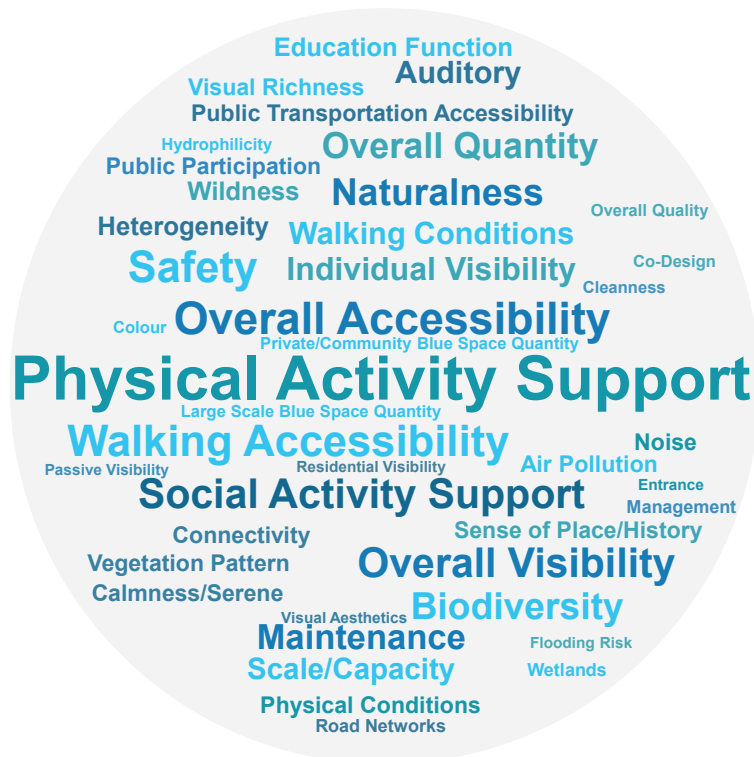 Education Function
Auditory
Visual Richness
Public Transportation Accessibility
Hydrophilicity
Overall Quantity
Public Participation
Wildness
Naturalness
Overall Quality
Heterogeneity
Walking Conditions
Safety
Individual Visibility
Co-Design
Cleanness
Colour
Overall Accessibility
Private/Community Blue Space Quantity
Physical Activity Support
Large Scale Blue Space Quantity
Walking Accessibility
Noise
Passive Visibility
Residential Visibility
Air Pollution
Entrance
Social Activity Support
Management
Connectivity
Sense of Place/History
Vegetation Pattern
Overall Visibility
Calmness/Serene
Biodiversity
Visual Aesthetics
Maintenance
Flooding Risk
Scale/Capacity
Wetlands
Physical Conditions
Road Networks